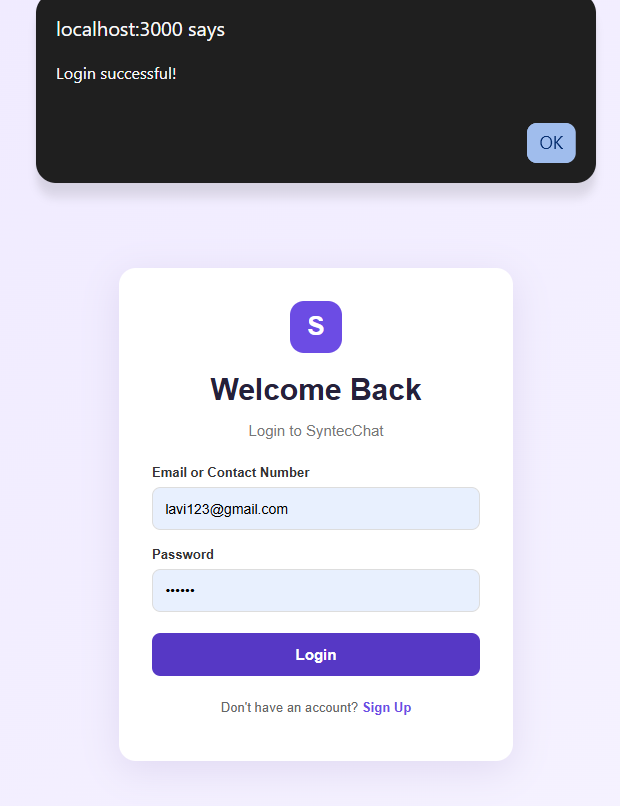 localhost:3000 says
Login successful!
OK
S
Welcome Back
Login to SyntecChat
Email or Contact Number
lavi123@gmail.com
Password
••••••
Login
Don't have an account? Sign Up